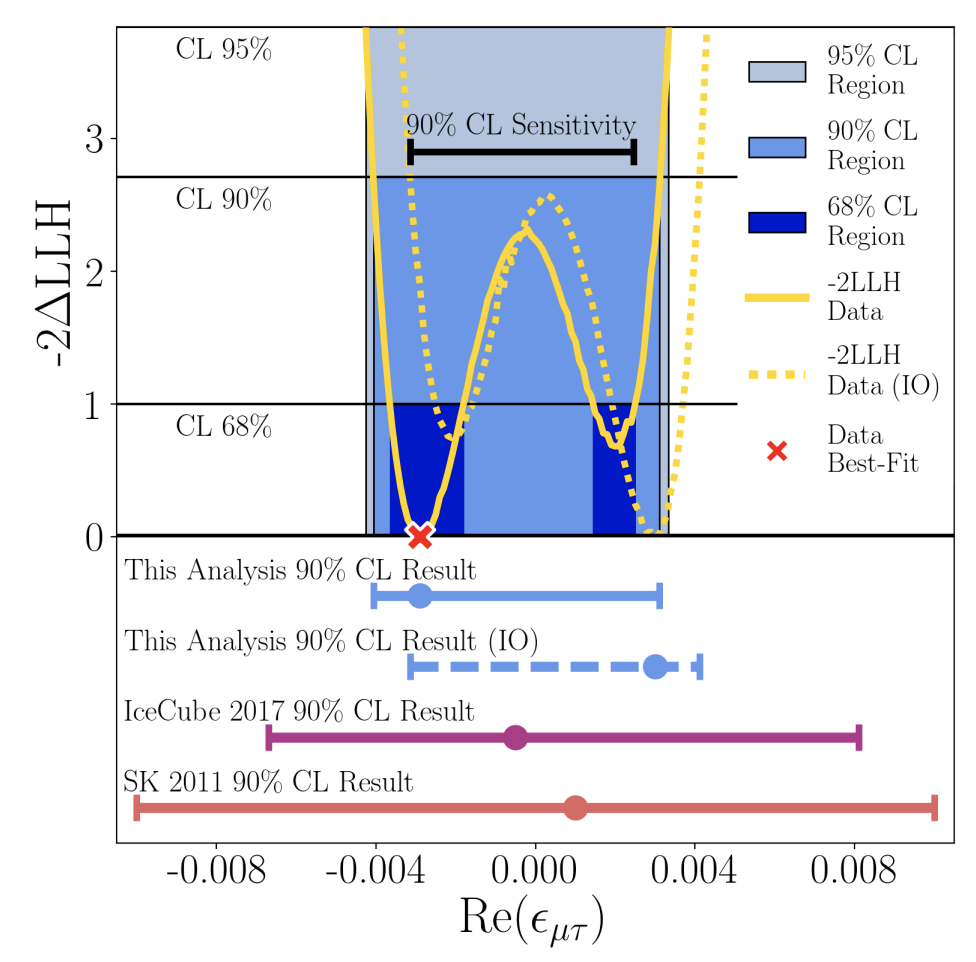 CL 95%
90% CL Sensitivity
CL 90%
CL 68%
95% CL
Region
90% CL
Region
68% CL
Region
-2LLH
Data
-2LLH
Data (IO)
Data
Best-Fit
-2ΔLLH
3
2
1
0
This Analysis 90% CL Result
This Analysis 90% CL Result (IO)
IceCube 2017 90% CL Result
SK 2011 90% CL Result
-0.008 -0.004 0.000 0.004 0.008
Re(ϵμτ)